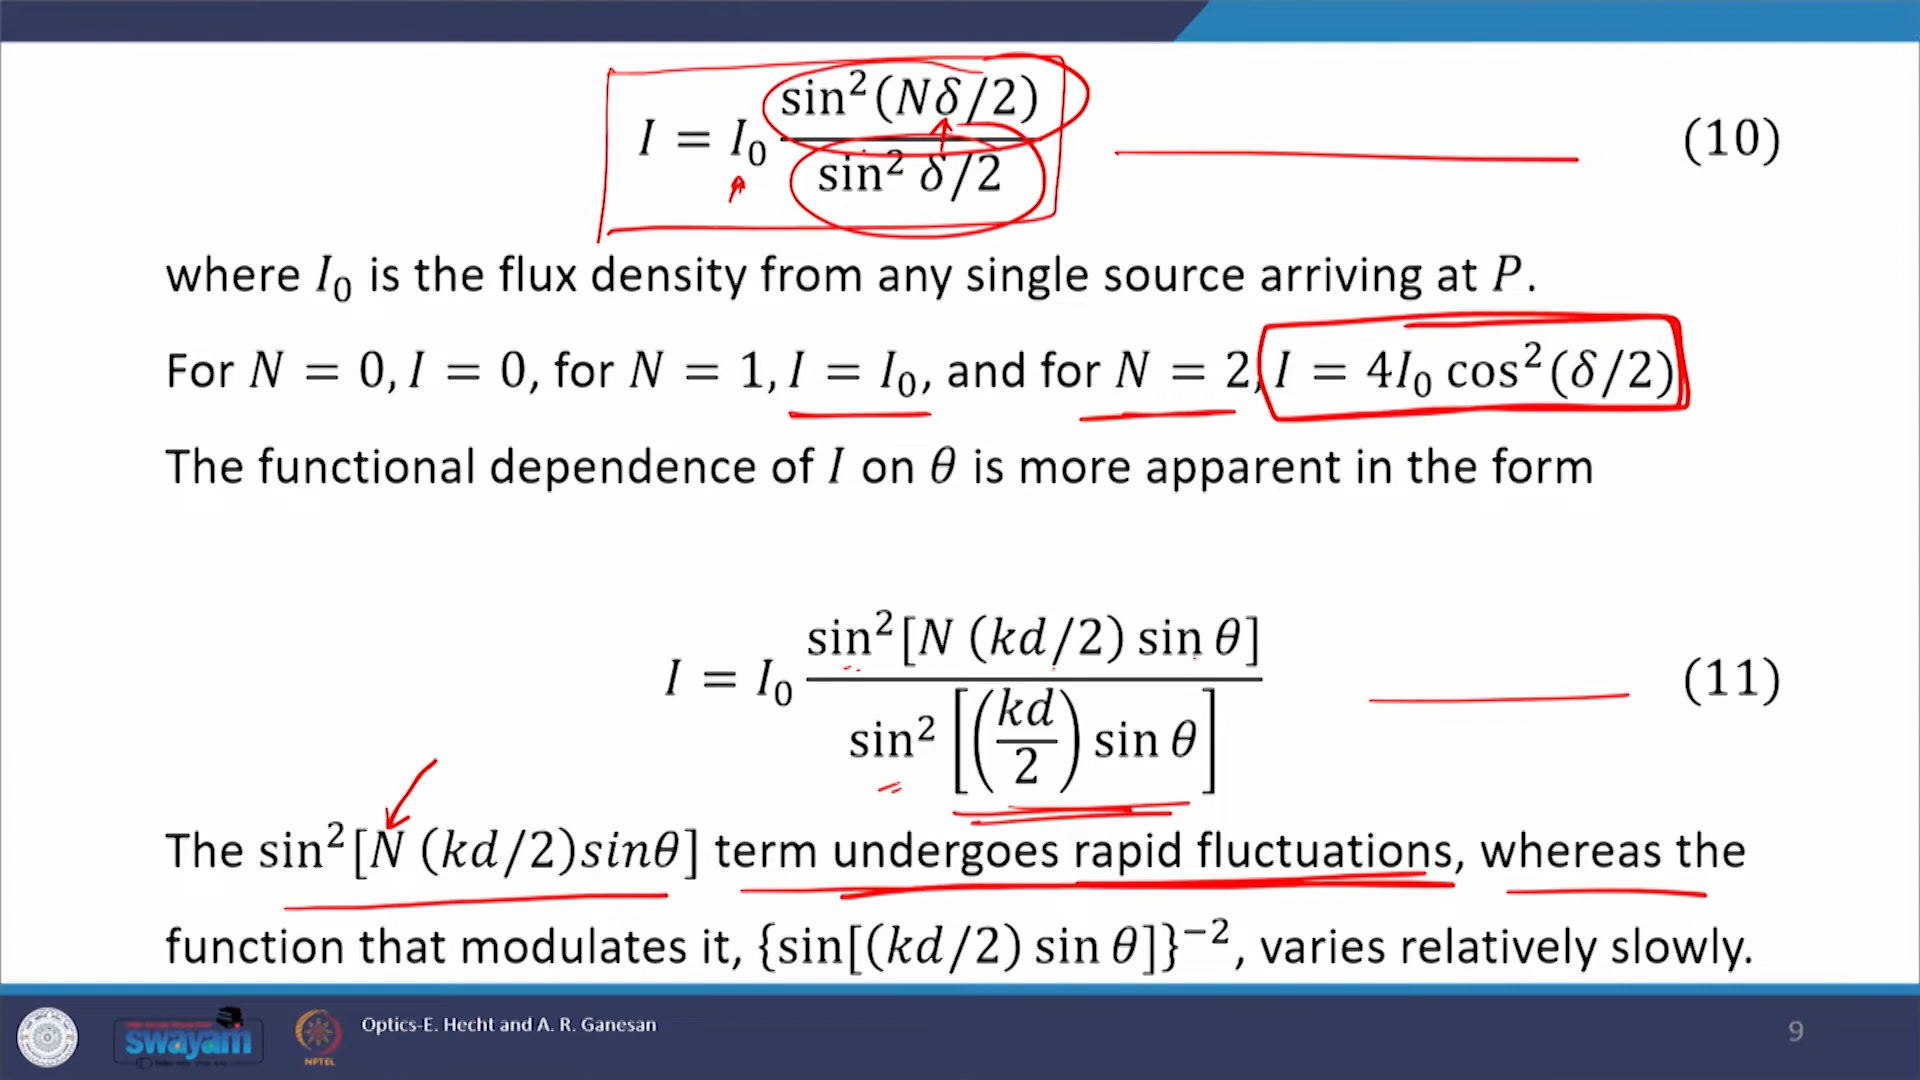 I = I₀ sin²(Nδ/2) / sin² δ/2 (10)
where I₀ is the flux density from any single source arriving at P.
For N = 0, I = 0, for N = 1, I = I₀, and for N = 2, I = 4I₀ cos²(δ/2)
The functional dependence of I on θ is more apparent in the form
I = I₀ sin²[N (kd/2) sin θ] / sin² [(kd/2) sin θ] (11)
The sin²[N (kd/2)sinθ] term undergoes rapid fluctuations, whereas the
function that modulates it, {sin[(kd/2) sin θ]}⁻², varies relatively slowly.
swayam
NPTEL
Optics-E. Hecht and A. R. Ganesan
9